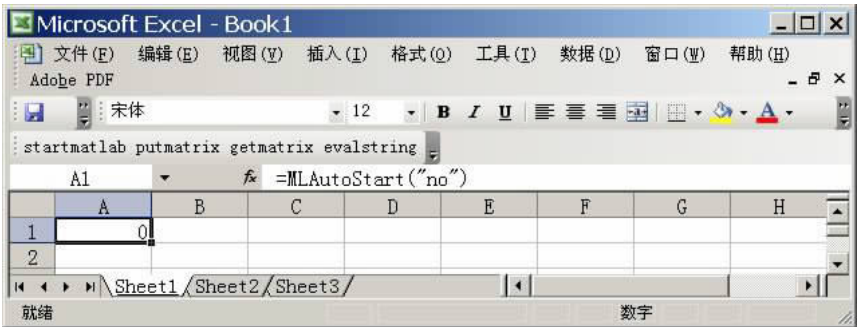 Microsoft Excel - Book1
文件(F) 编辑(E) 视图(V) 插入(I) 格式(O) 工具(T) 数据(D) 窗口(W) 帮助(H)
Adobe PDF
宋体 12 B I U A
startmatlab putmatrix getmatrix evalstring
A1 fx =MLAutoStart("no")
A B C D E F G H
1 0
2
Sheet1 Sheet2 Sheet3
就绪 数字